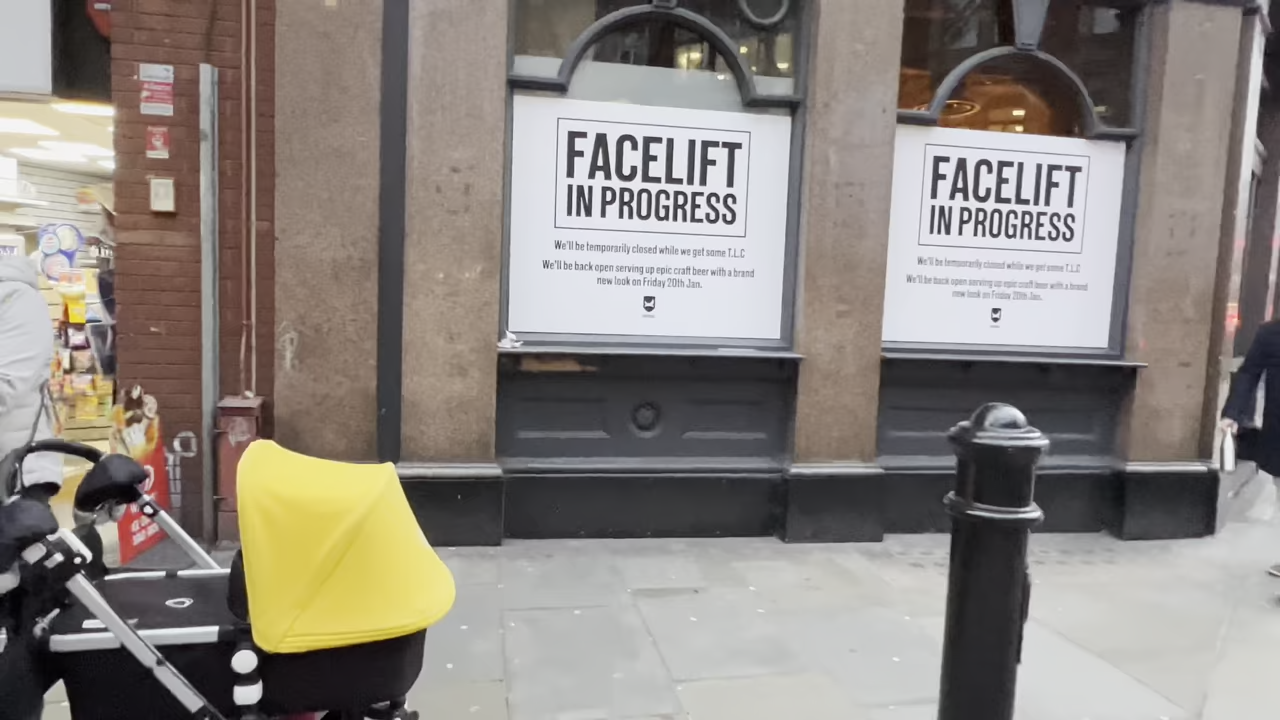 FACELIFT
IN PROGRESS
We'll be temporarily closed while we get some T.L.C
We'll be back open serving up epic craft beer with a brand
new look on Friday 20th Jan.
FACELIFT
IN PROGRESS
We'll be temporarily closed while we get some T.L.C
We'll be back open serving up epic craft beer with a brand
new look on Friday 20th Jan.